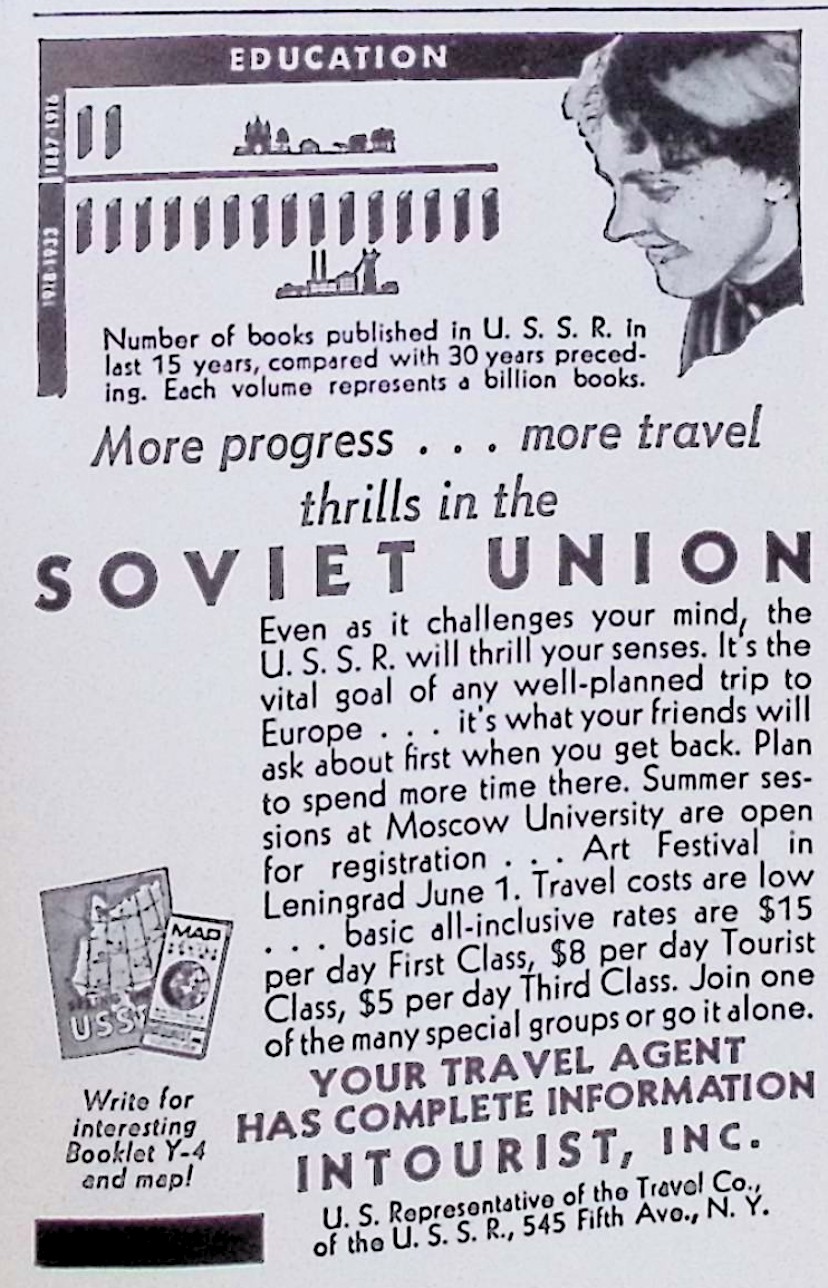 EDUCATION
1887-1916
1918-1933
Number of books published in U. S. S. R. in
last 15 years, compared with 30 years preced-
ing. Each volume represents a billion books.
More progress . . . more travel
thrills in the
SOVIET UNION
Even as it challenges your mind, the
U. S. S. R. will thrill your senses. It's the
vital goal of any well-planned trip to
Europe . . . it's what your friends will
ask about first when you get back. Plan
to spend more time there. Summer ses-
sions at Moscow University are open
for registration . . . Art Festival in
Leningrad June 1. Travel costs are low
. . . basic all-inclusive rates are $15
per day First Class, $8 per day Tourist
Class, $5 per day Third Class. Join one
of the many special groups or go it alone.
MAP
USSR
Write for
interesting
Booklet Y-4
and map!
YOUR TRAVEL AGENT
HAS COMPLETE INFORMATION
INTOURIST, INC.
U. S. Representative of the Travel Co.,
of the U. S. S. R., 545 Fifth Ave., N. Y.